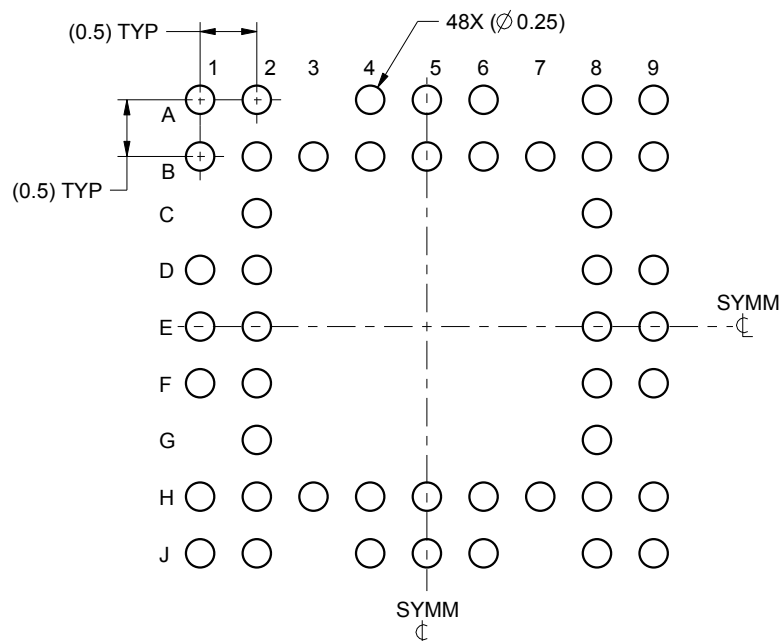 (0.5) TYP
48X (∅ 0.25)
1 2 3 4 5 6 7 8 9
A
B
(0.5) TYP
C
D
SYMM
℄
E
F
G
H
J
SYMM
℄